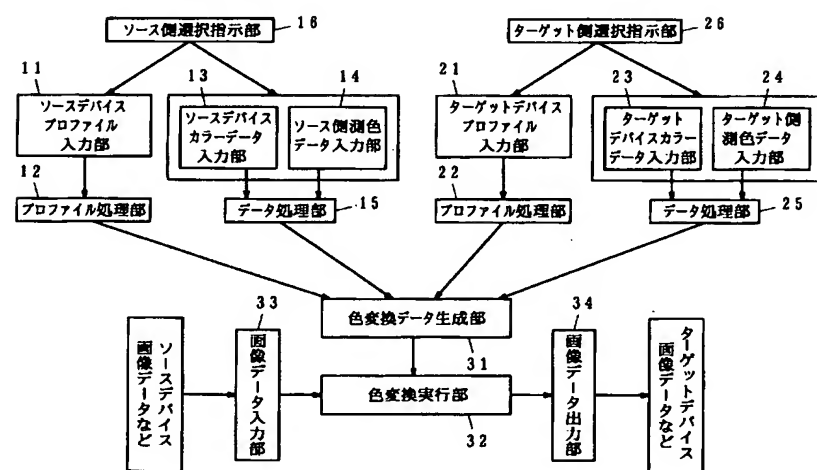 ソース側選択指示部
16
ターゲット側選択指示部
26
11
ソースデバイス
プロファイル
入力部
13
ソースデバイス
カラーデータ
入力部
14
ソース側測色
データ入力部
21
ターゲットデバイス
プロファイル
入力部
23
ターゲット
デバイスカラー
データ入力部
24
ターゲット側
測色データ
入力部
12
プロファイル処理部
データ処理部
15
22
プロファイル処理部
データ処理部
25
色変換データ生成部
31
ソースデバイス
画像データなど
33
画像データ入力部
色変換実行部
32
34
画像データ出力部
ターゲットデバイス
画像データなど